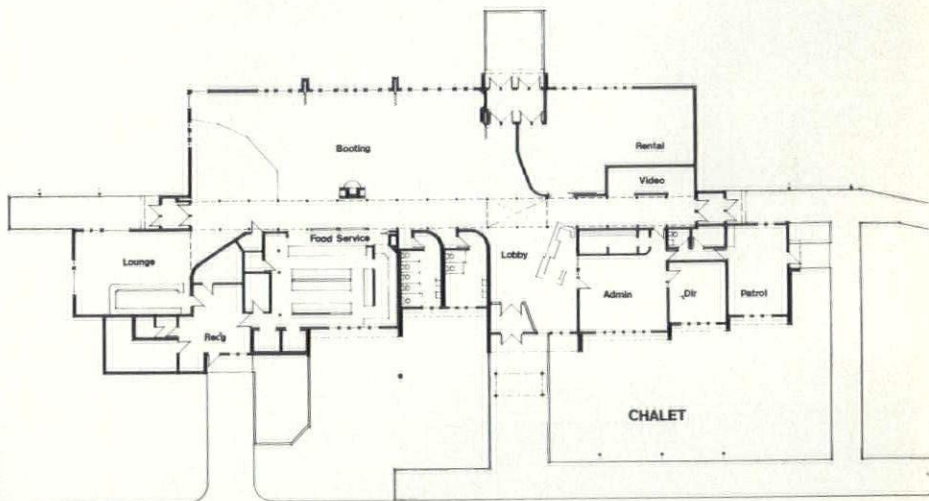 Booting
Rental
Video
Food Service
Lounge
Lobby
Admin
Dir
Patrol
Rec'g
CHALET